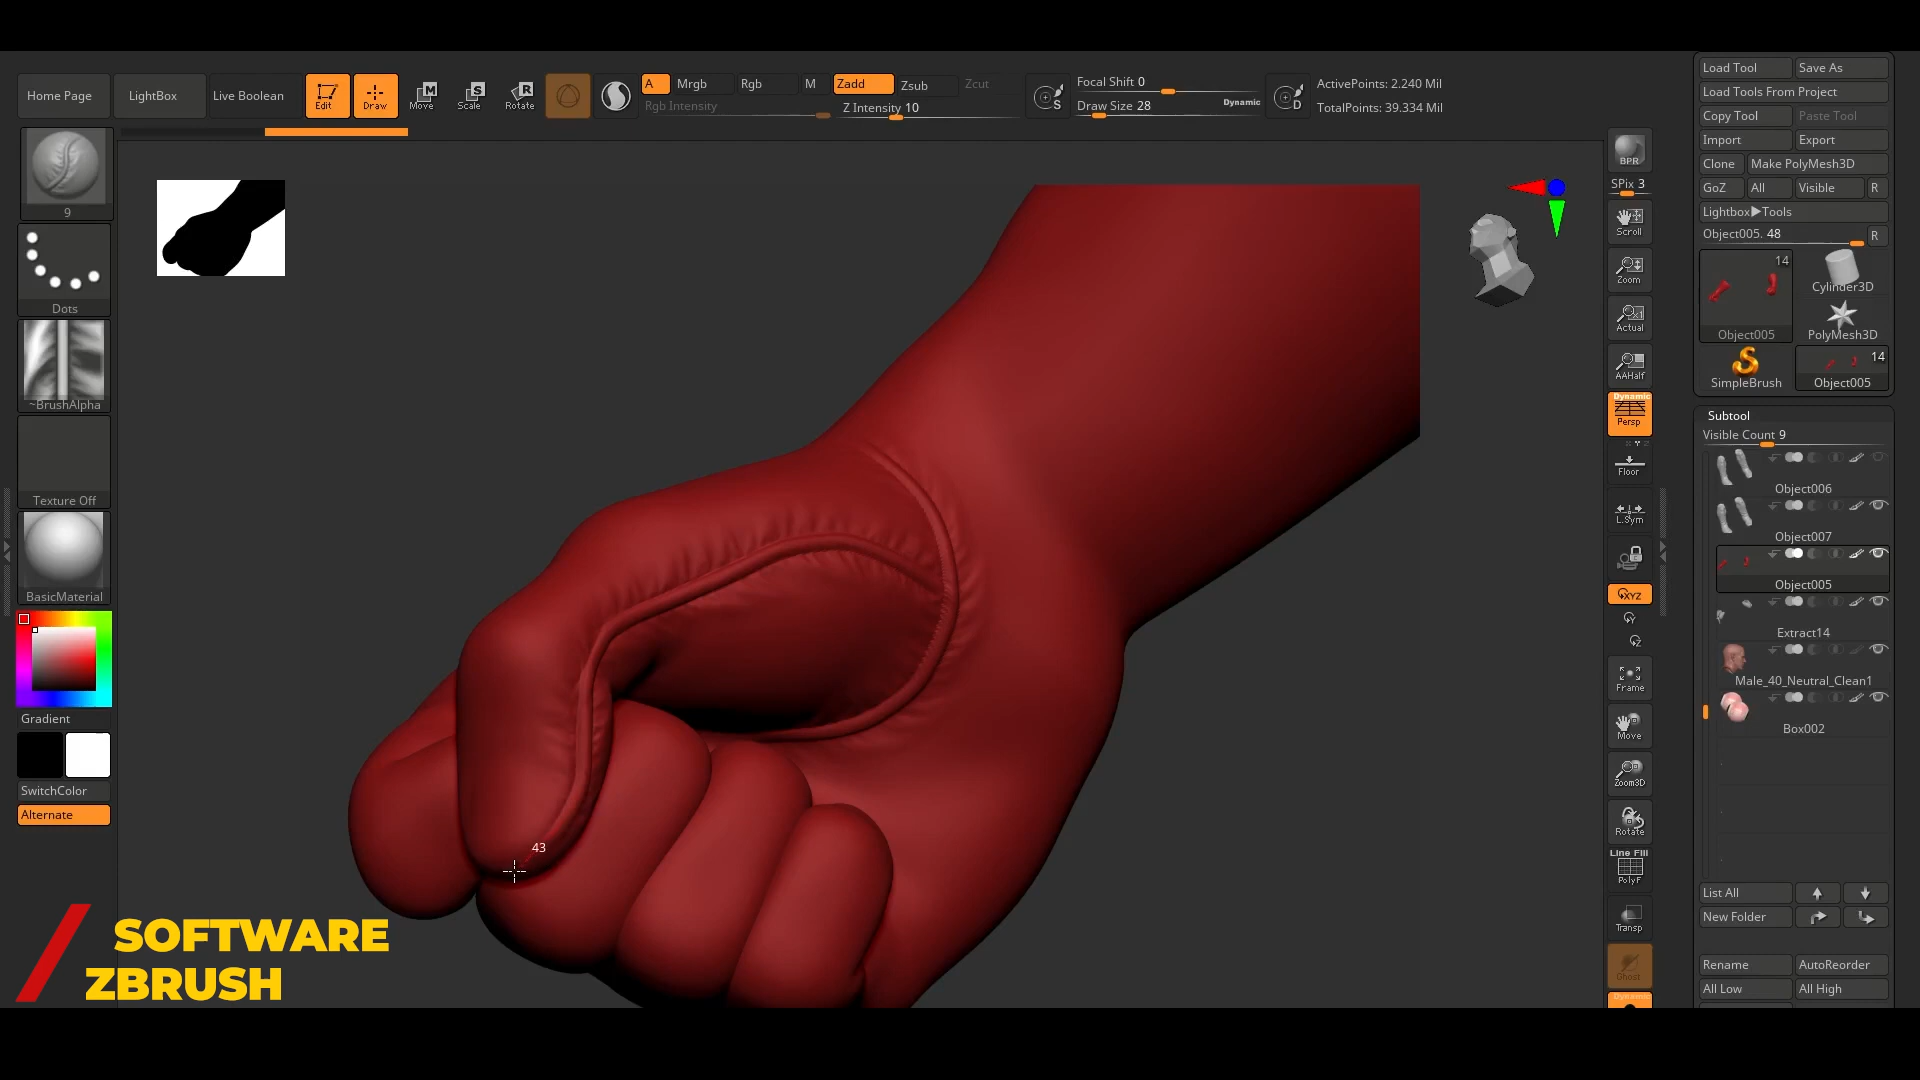 Home Page
LightBox
Live Boolean
Edit
Draw
Move
Scale
Rotate
A
Mrgb
Rgb
M
Rgb Intensity
Zadd
Zsub
Zcut
Z Intensity 10
S
Focal Shift 0
Draw Size 28
Dynamic
D
ActivePoints: 2.240 Mil
TotalPoints: 39.334 Mil
9
Dots
~BrushAlpha
Texture Off
BasicMaterial
Gradient
SwitchColor
Alternate
43
SOFTWARE
ZBRUSH
BPR
SPix 3
Scroll
Zoom
Actual
AAHalf
Dynamic
Persp
Floor
L.Sym
XYZ
Y
Z
Frame
Move
Zoom3D
Rotate
Line Fill
PolyF
Transp
Ghost
Dynamic
Load Tool
Save As
Load Tools From Project
Copy Tool
Paste Tool
Import
Export
Clone
Make PolyMesh3D
GoZ
All
Visible
R
Lightbox▶Tools
Object005. 48
R
14
Object005
Cylinder3D
PolyMesh3D
SimpleBrush
14
Object005
Subtool
Visible Count 9
Object006
Object007
Object005
Extract14
Male_40_Neutral_Clean1
Box002
List All
New Folder
Rename
AutoReorder
All Low
All High